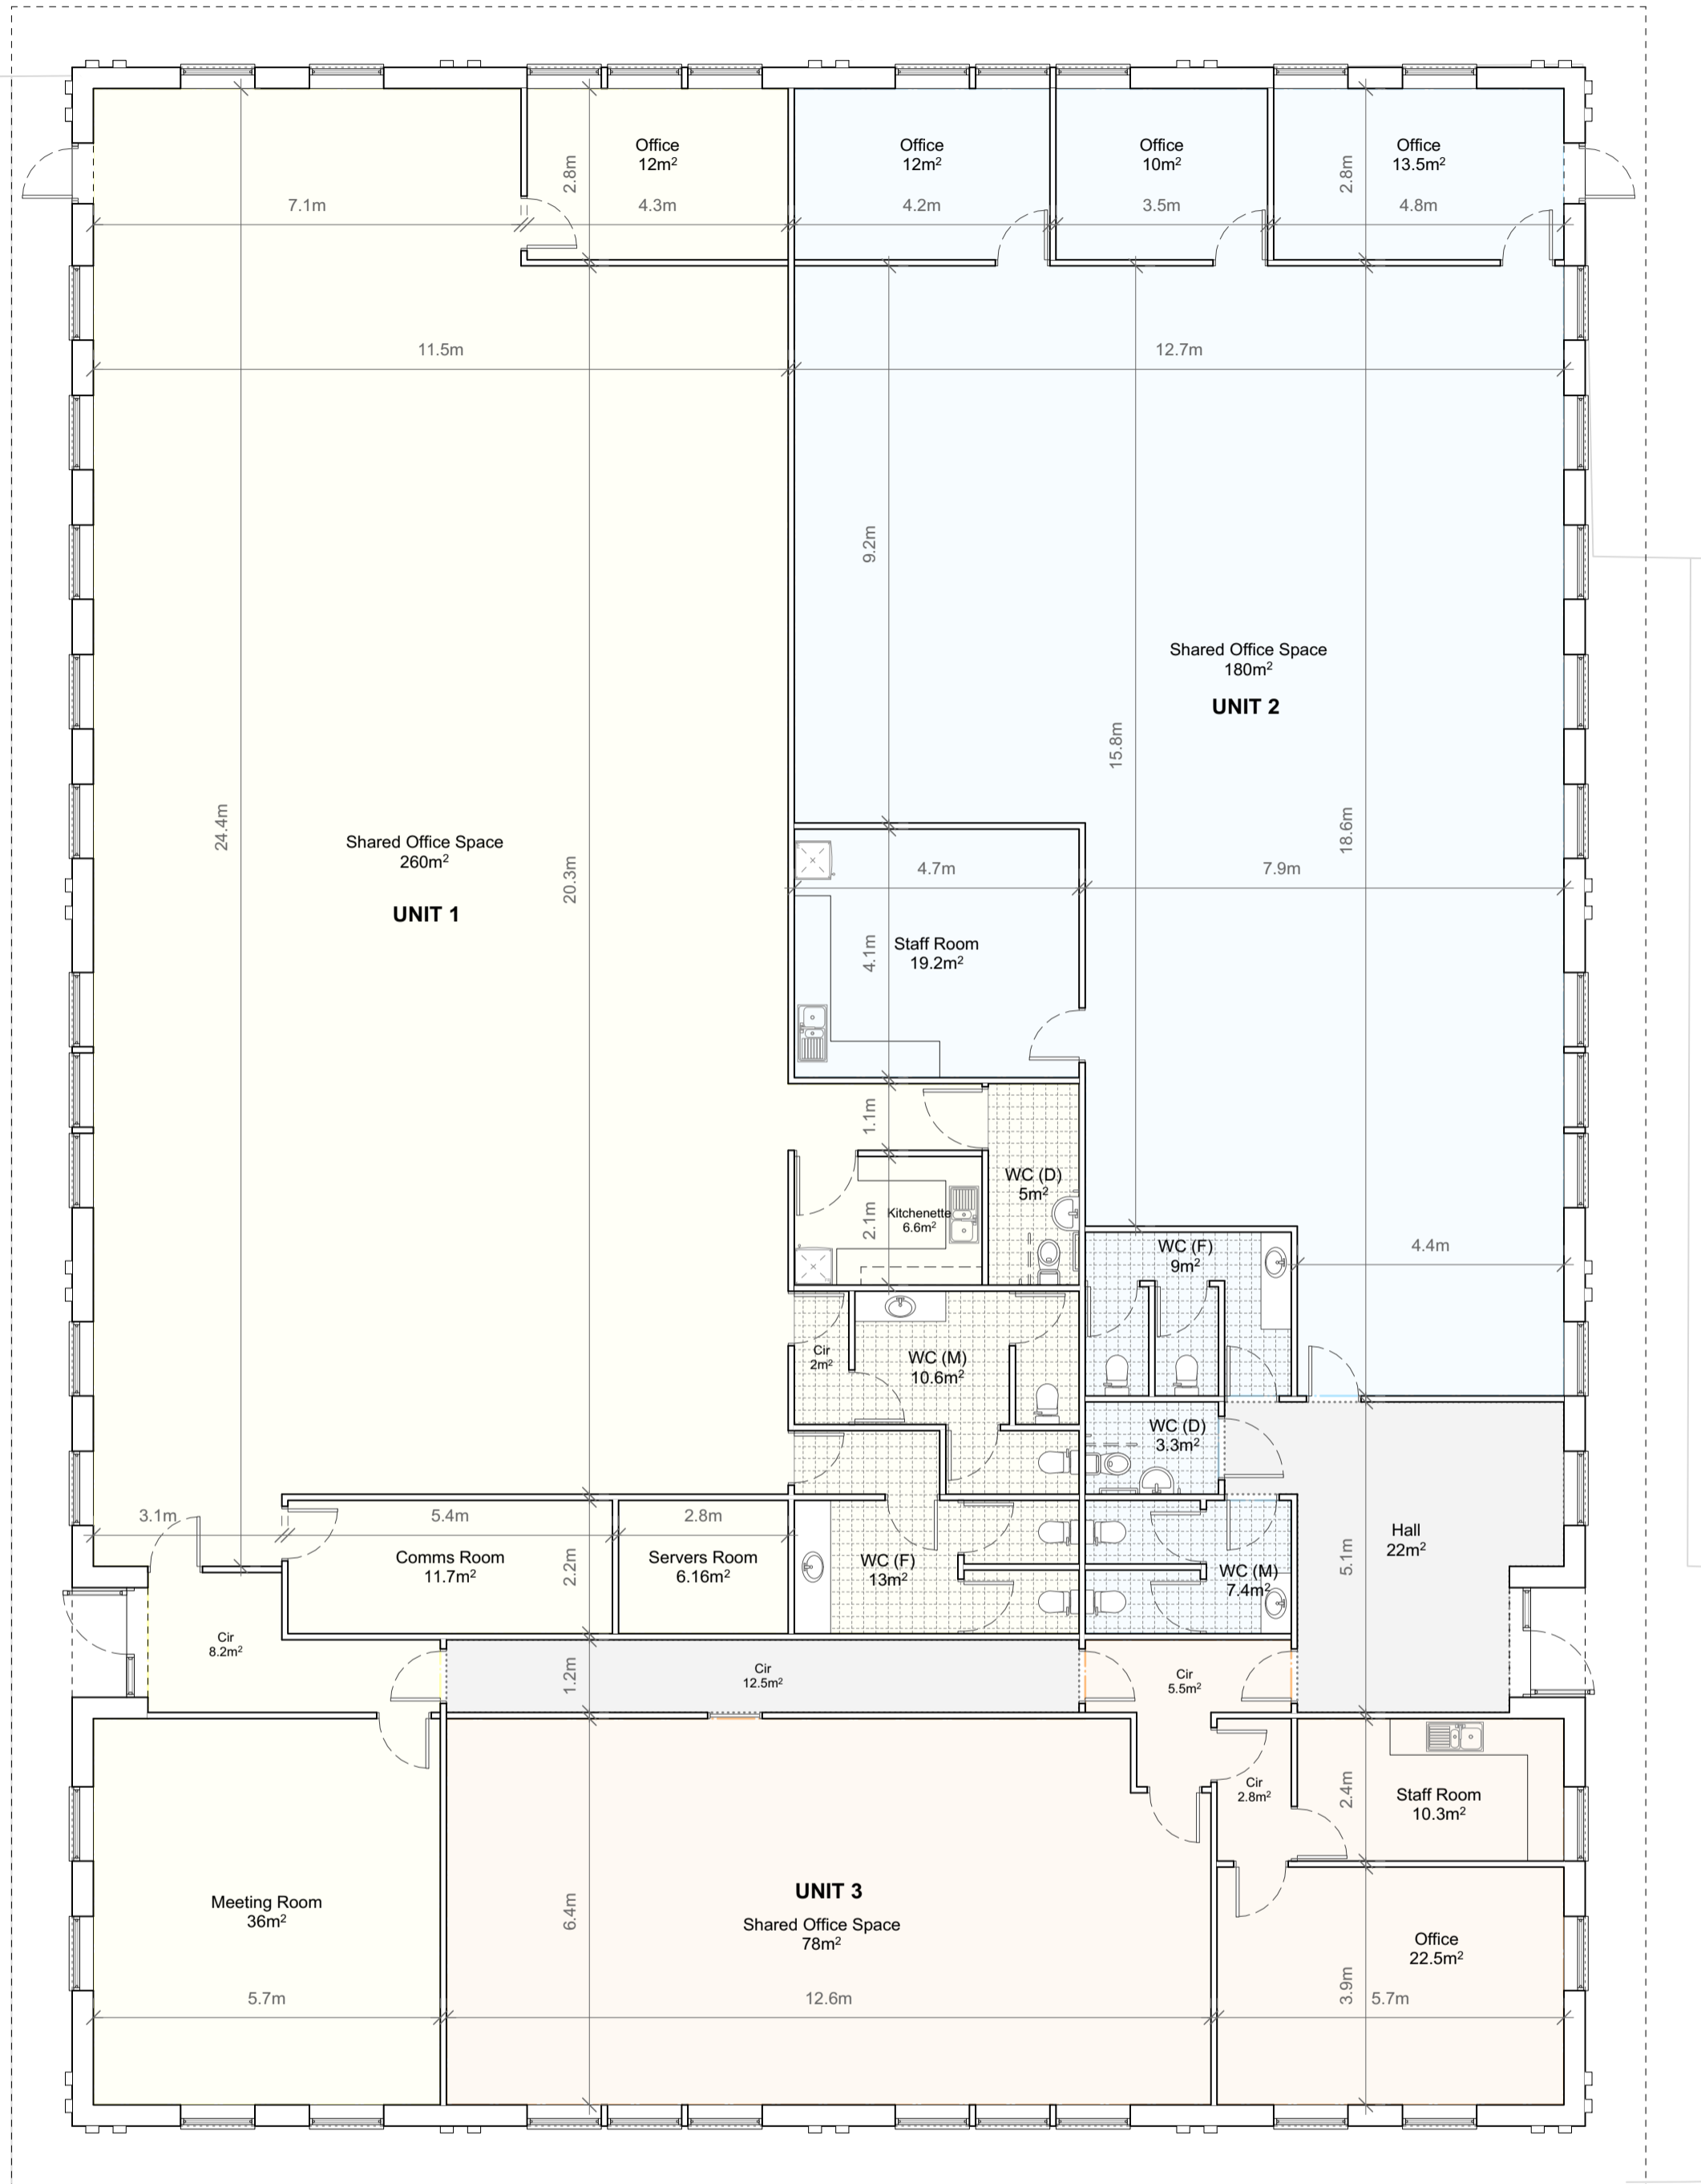 Office
12m²
Office
12m²
Office
10m²
Office
13.5m²
2.8m
2.8m
7.1m
4.3m
4.2m
3.5m
4.8m
11.5m
12.7m
9.2m
Shared Office Space
180m²
UNIT 2
15.8m
24.4m
Shared Office Space
260m²
UNIT 1
20.3m
18.6m
4.7m
7.9m
4.1m
Staff Room
19.2m²
1.1m
WC (D)
5m²
2.1m
Kitchenette
6.6m²
WC (F)
9m²
4.4m
Cir
2m²
WC (M)
10.6m²
WC (D)
3.3m²
3.1m
5.4m
2.8m
Comms Room
11.7m²
2.2m
Servers Room
6.16m²
WC (F)
13m²
WC (M)
7.4m²
5.1m
Hall
22m²
Cir
8.2m²
1.2m
Cir
12.5m²
Cir
5.5m²
Cir
2.8m²
2.4m
Staff Room
10.3m²
Meeting Room
36m²
6.4m
UNIT 3
Shared Office Space
78m²
Office
22.5m²
3.9m
5.7m
12.6m
5.7m